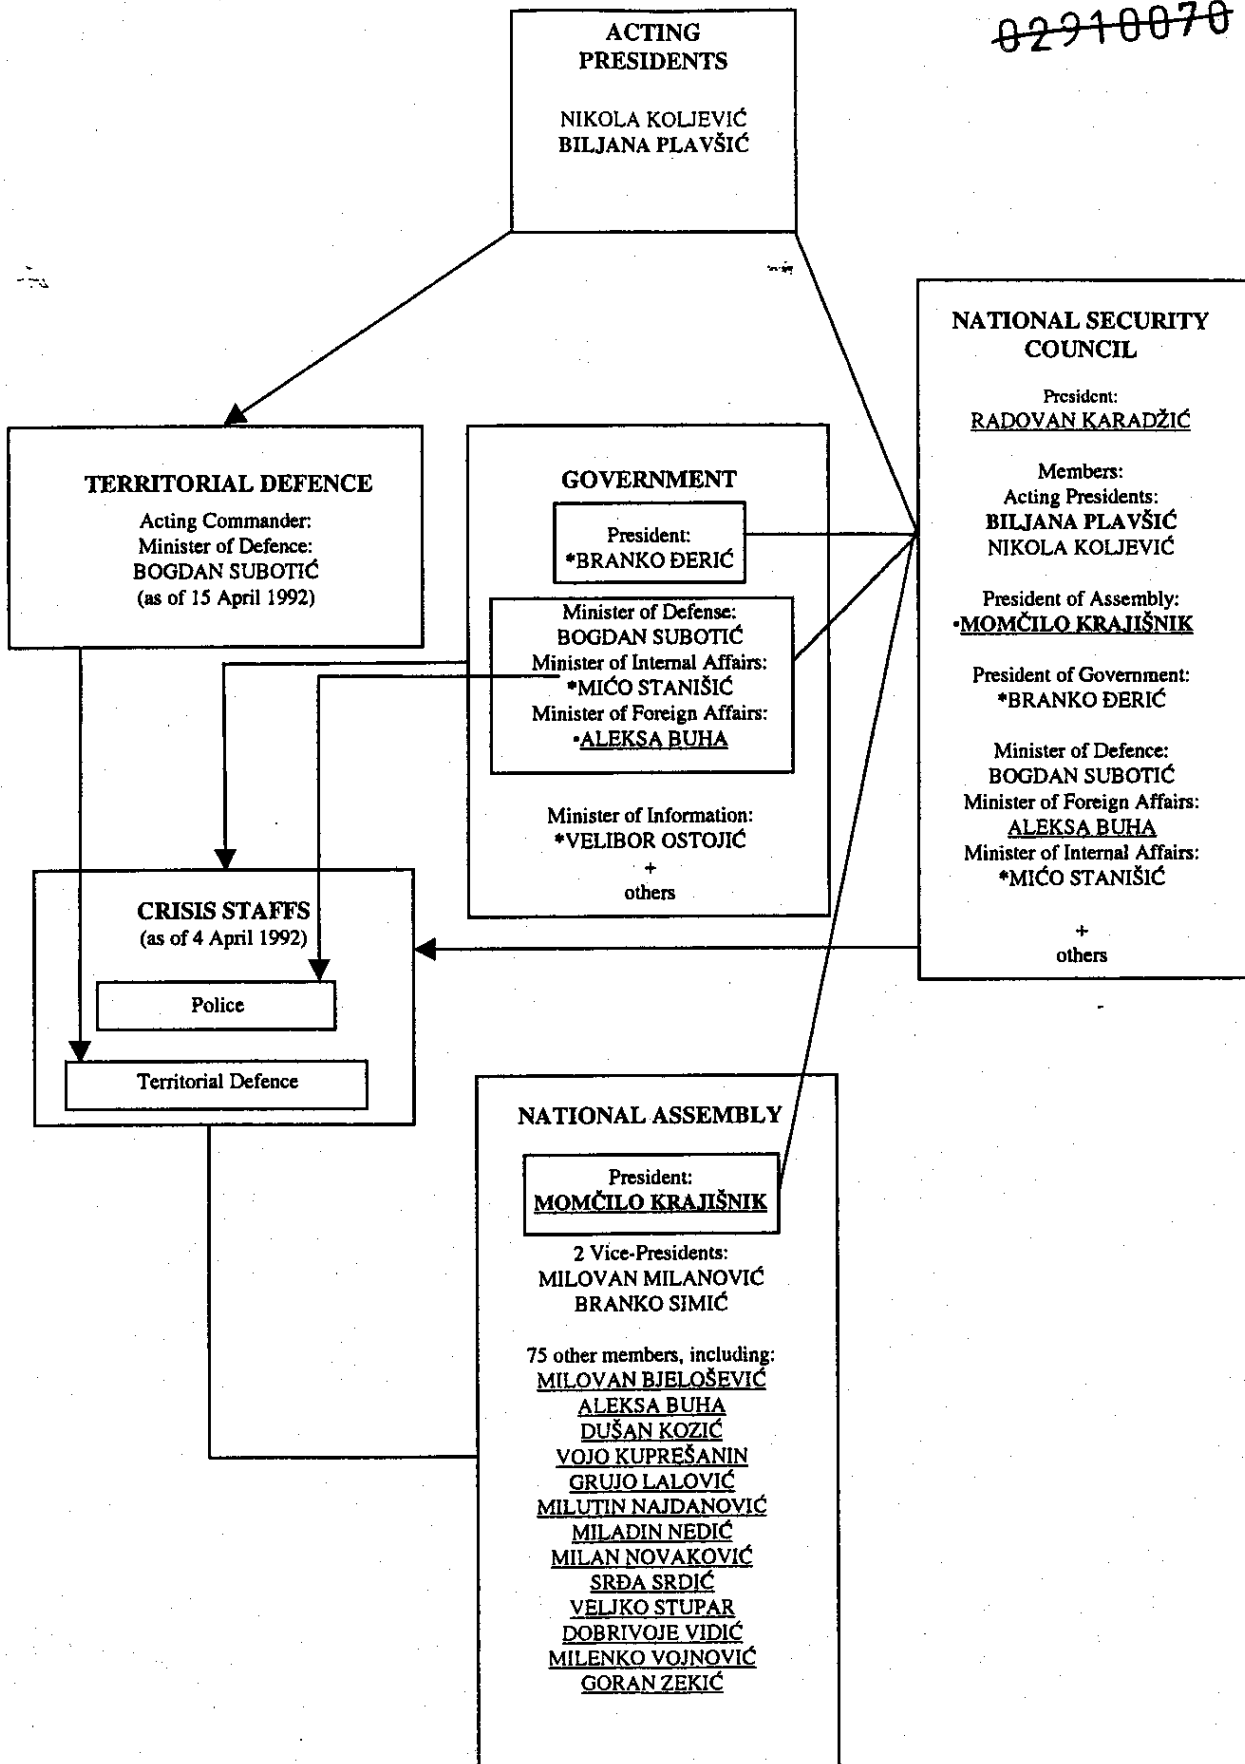 02910070
ACTING
PRESIDENTS
NIKOLA KOLJEVIĆ
BILJANA PLAVŠIĆ
NATIONAL SECURITY
COUNCIL
President:
RADOVAN KARADŽIĆ
Members:
Acting Presidents:
BILJANA PLAVŠIĆ
NIKOLA KOLJEVIĆ
President of Assembly:
•MOMČILO KRAJIŠNIK
President of Government:
*BRANKO ĐERIĆ
Minister of Defence:
BOGDAN SUBOTIĆ
Minister of Foreign Affairs:
ALEKSA BUHA
Minister of Internal Affairs:
*MIĆO STANIŠIĆ
+
others
TERRITORIAL DEFENCE
Acting Commander:
Minister of Defence:
BOGDAN SUBOTIĆ
(as of 15 April 1992)
GOVERNMENT
President:
*BRANKO ĐERIĆ
Minister of Defense:
BOGDAN SUBOTIĆ
Minister of Internal Affairs:
*MIĆO STANIŠIĆ
Minister of Foreign Affairs:
•ALEKSA BUHA
Minister of Information:
*VELIBOR OSTOJIĆ
+
others
CRISIS STAFFS
(as of 4 April 1992)
Police
Territorial Defence
NATIONAL ASSEMBLY
President:
MOMČILO KRAJIŠNIK
2 Vice-Presidents:
MILOVAN MILANOVIĆ
BRANKO SIMIĆ
75 other members, including:
MILOVAN BJELOŠEVIĆ
ALEKSA BUHA
DUŠAN KOZIĆ
VOJO KUPREŠANIN
GRUJO LALOVIĆ
MILUTIN NAJDANOVIĆ
MILADIN NEDIĆ
MILAN NOVAKOVIĆ
SRĐA SRDIĆ
VELJKO STUPAR
DOBRIVOJE VIDIĆ
MILENKO VOJNOVIĆ
GORAN ZEKIĆ